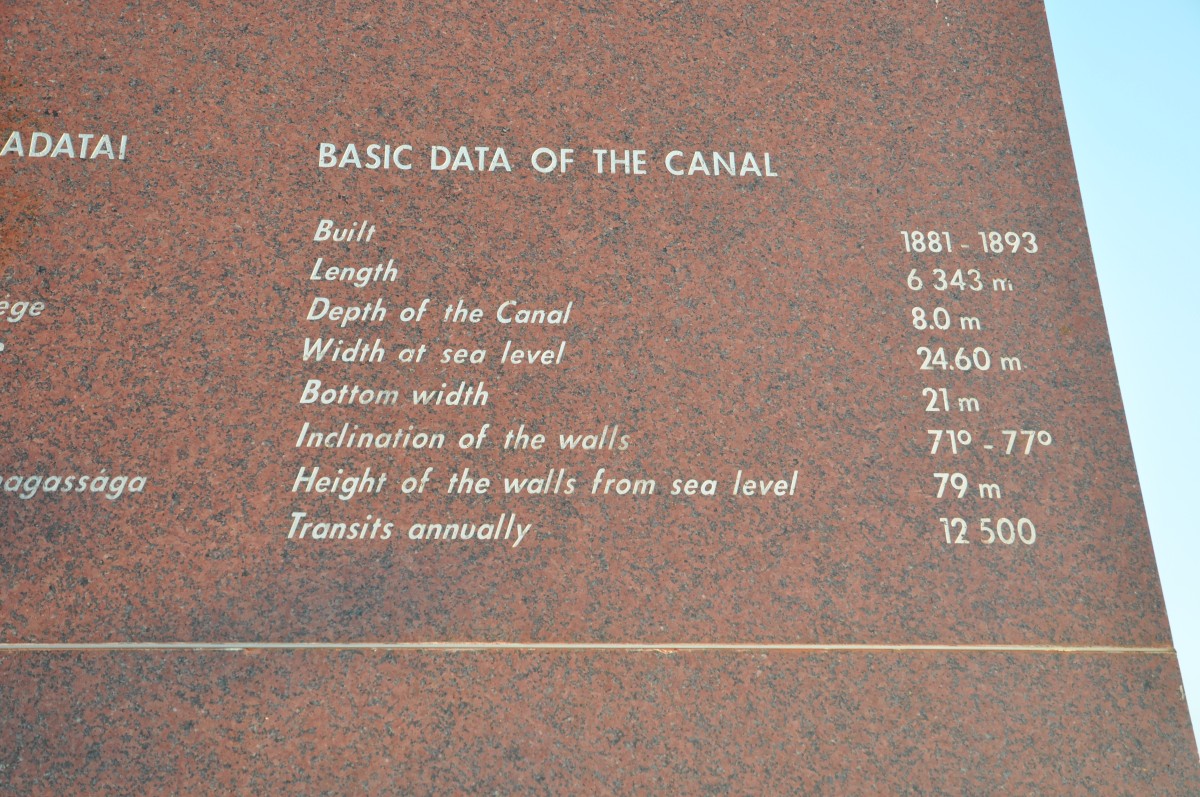 ADATAI
ége
magassága
BASIC DATA OF THE CANAL
Built 1881 - 1893
Length 6 343 m
Depth of the Canal 8.0 m
Width at sea level 24.60 m
Bottom width 21 m
Inclination of the walls 71° - 77°
Height of the walls from sea level 79 m
Transits annually 12 500